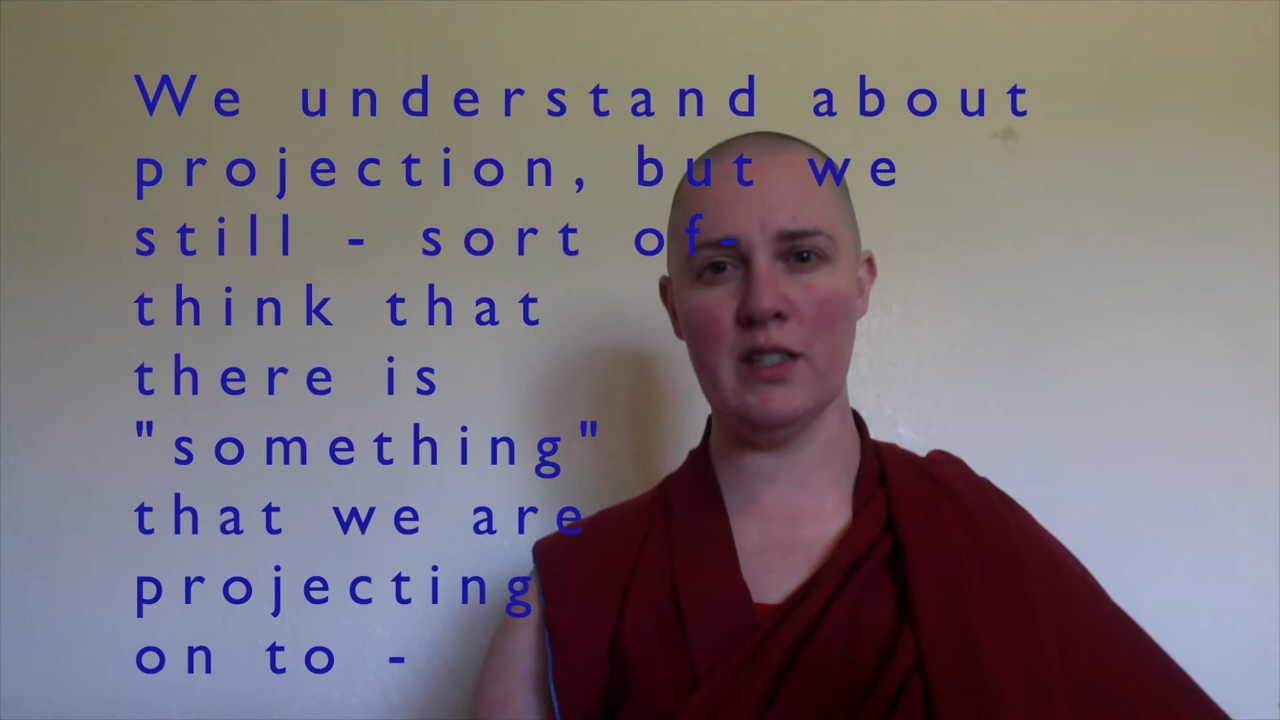 We understand about
projection, but we
still - sort of-
think that
there is
"something"
that we are
projecting
on to -